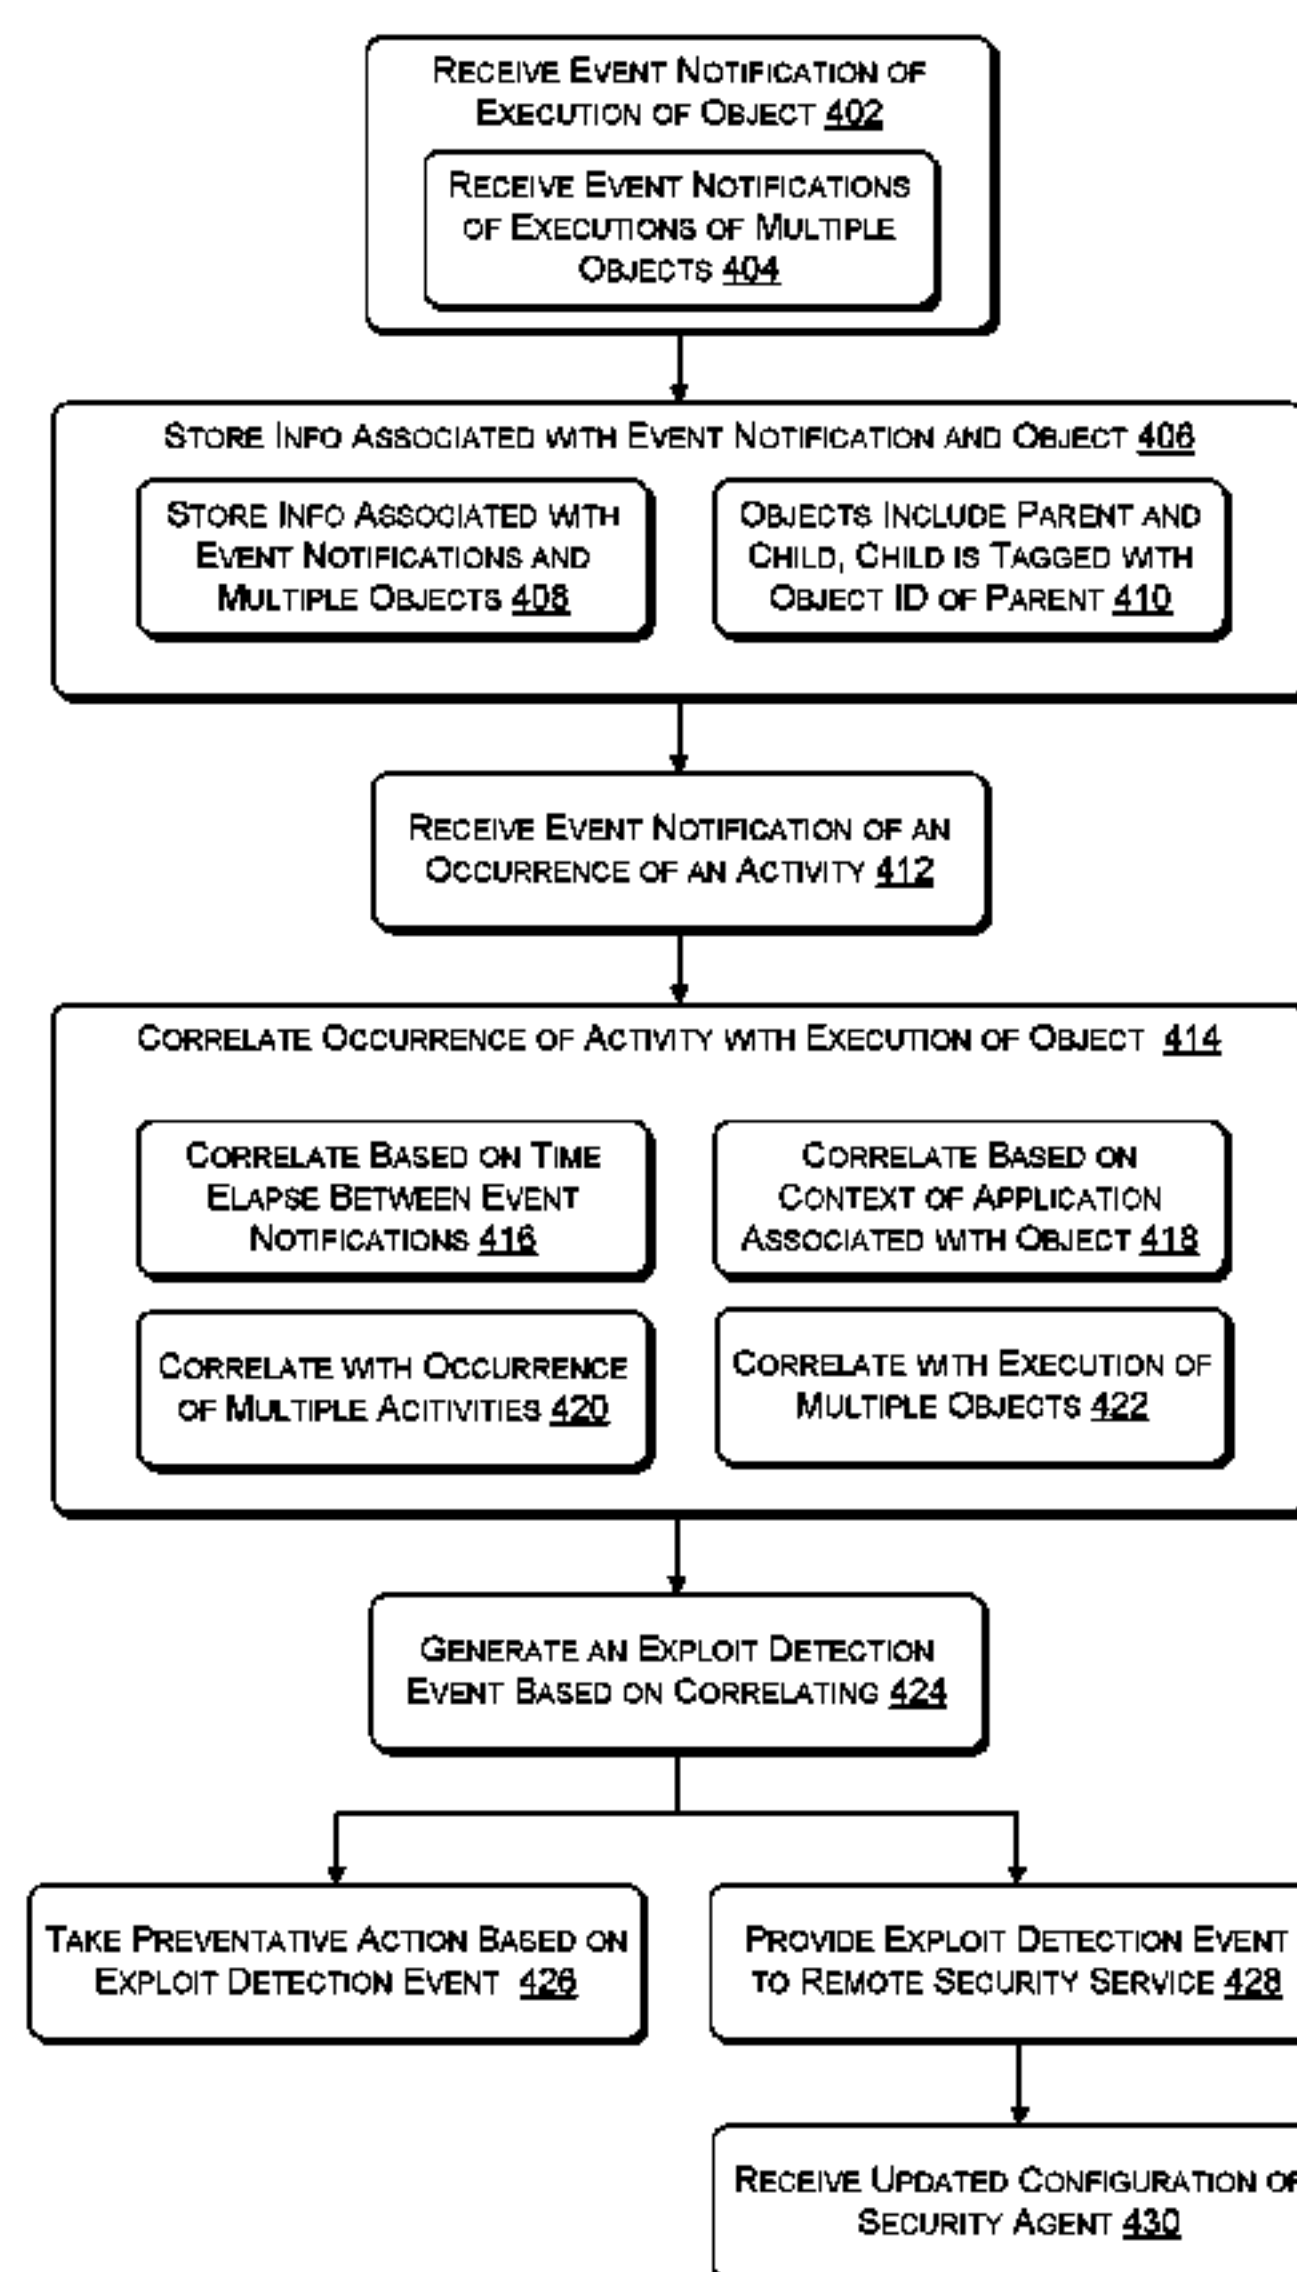 RECEIVE EVENT NOTIFICATION OF
EXECUTION OF OBJECT 402
RECEIVE EVENT NOTIFICATIONS
OF EXECUTIONS OF MULTIPLE
OBJECTS 404
STORE INFO ASSOCIATED WITH EVENT NOTIFICATION AND OBJECT 406
STORE INFO ASSOCIATED WITH
EVENT NOTIFICATIONS AND
MULTIPLE OBJECTS 408
OBJECTS INCLUDE PARENT AND
CHILD, CHILD IS TAGGED WITH
OBJECT ID OF PARENT 410
RECEIVE EVENT NOTIFICATION OF AN
OCCURRENCE OF AN ACTIVITY 412
CORRELATE OCCURRENCE OF ACTIVITY WITH EXECUTION OF OBJECT 414
CORRELATE BASED ON TIME
ELAPSE BETWEEN EVENT
NOTIFICATIONS 416
CORRELATE BASED ON
CONTEXT OF APPLICATION
ASSOCIATED WITH OBJECT 418
CORRELATE WITH OCCURRENCE
OF MULTIPLE ACITIVITIES 420
CORRELATE WITH EXECUTION OF
MULTIPLE OBJECTS 422
GENERATE AN EXPLOIT DETECTION
EVENT BASED ON CORRELATING 424
TAKE PREVENTATIVE ACTION BASED ON
EXPLOIT DETECTION EVENT 426
PROVIDE EXPLOIT DETECTION EVENT
TO REMOTE SECURITY SERVICE 428
RECEIVE UPDATED CONFIGURATION OF
SECURITY AGENT 430